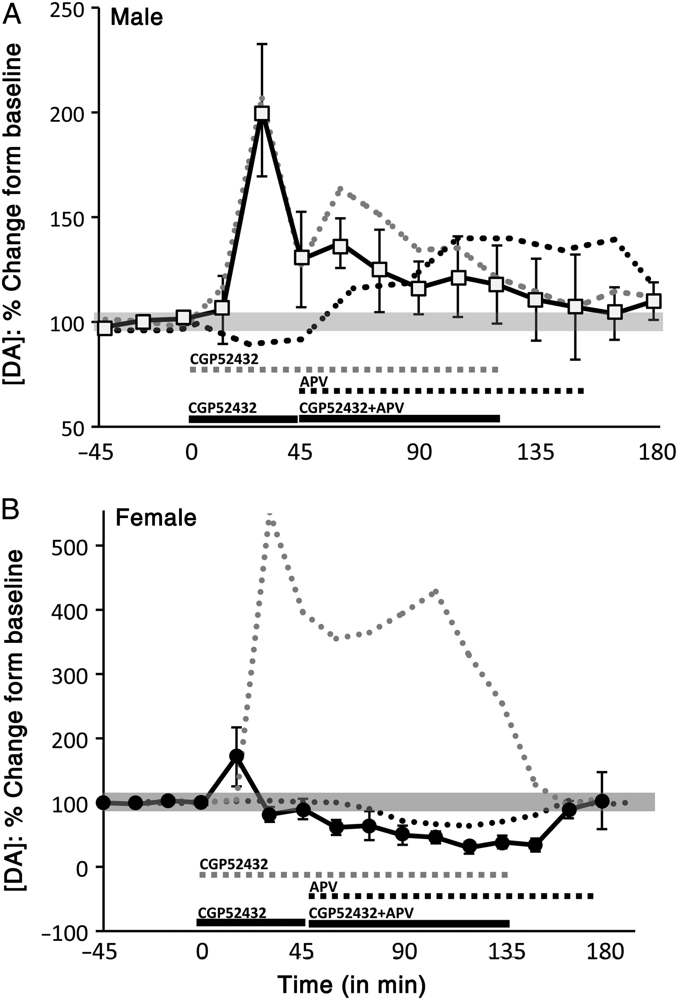 A
Male
[DA]: % Change form baseline
250
200
150
100
50
CGP52432
APV
CGP52432
CGP52432+APV
−45
0
45
90
135
180
B
Female
[DA]: % Change form baseline
500
400
300
200
100
0
−100
CGP52432
APV
CGP52432
CGP52432+APV
−45
0
45
90
135
180
Time (in min)